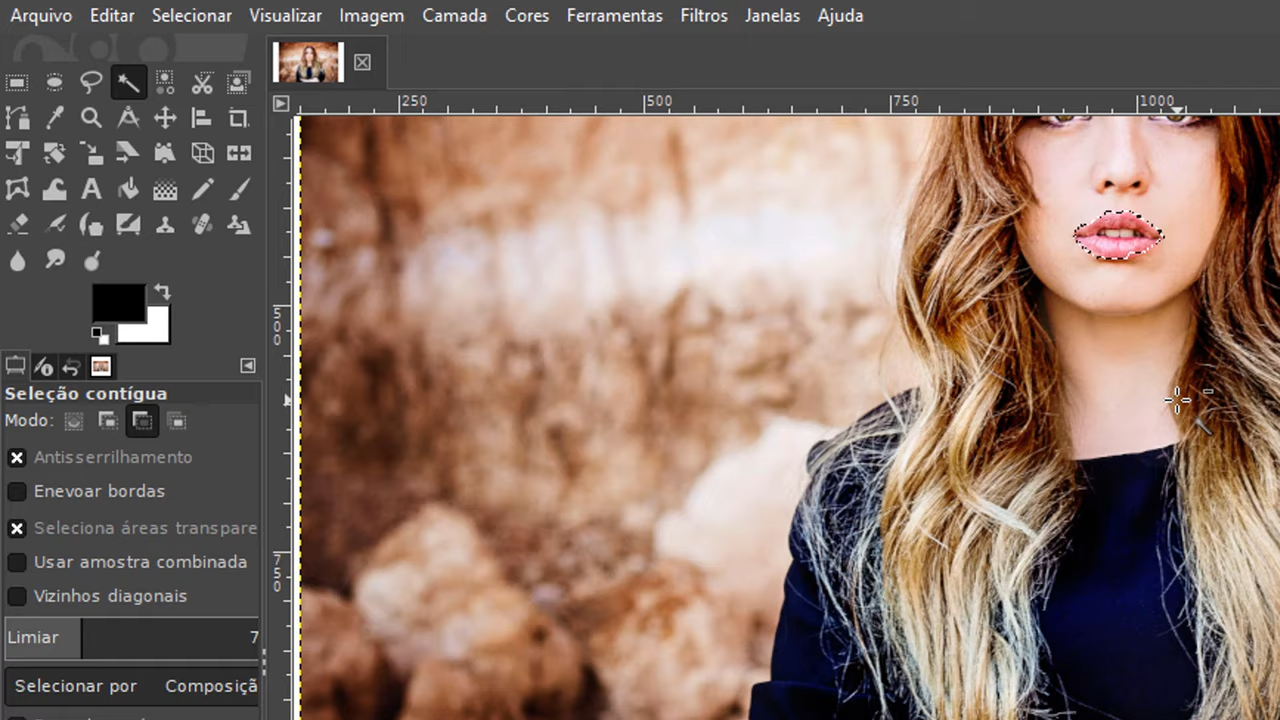 Arquivo Editar Selecionar Visualizar Imagem Camada Cores Ferramentas Filtros Janelas Ajuda
250 500 750 1000
500
750
Seleção contígua
Modo:
Antisserrilhamento
Enevoar bordas
Seleciona áreas transpare
Usar amostra combinada
Vizinhos diagonais
Limiar 7
Selecionar por Composiçã